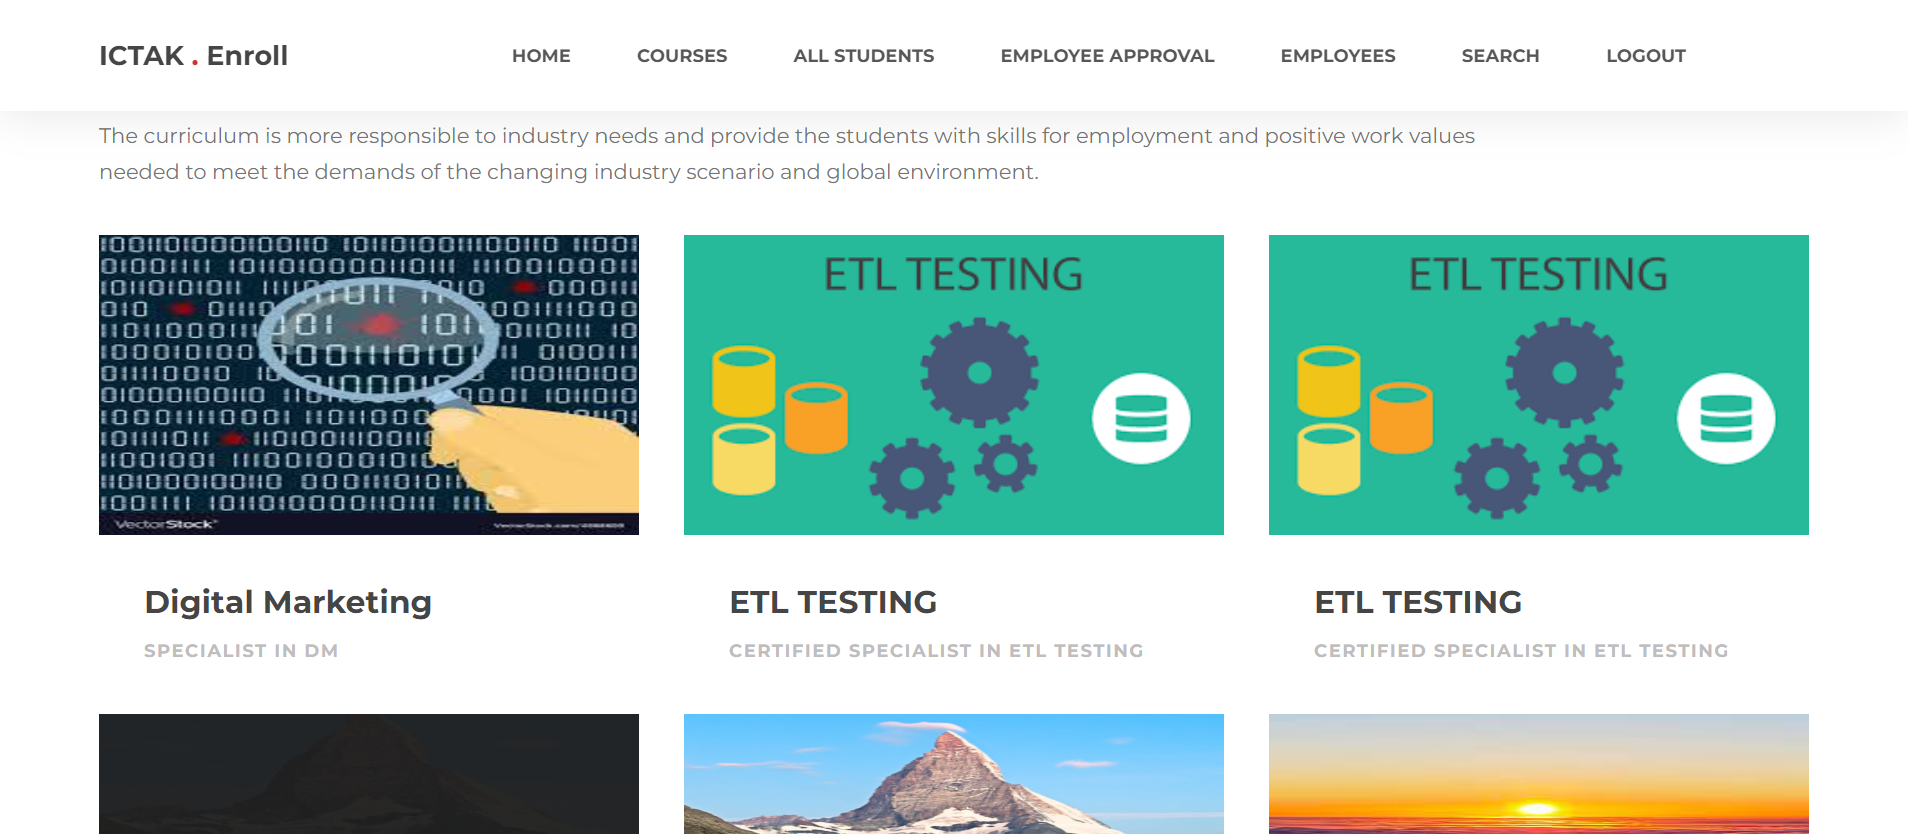 ICTAK . Enroll
HOME COURSES ALL STUDENTS EMPLOYEE APPROVAL EMPLOYEES SEARCH LOGOUT
The curriculum is more responsible to industry needs and provide the students with skills for employment and positive work values
needed to meet the demands of the changing industry scenario and global environment.
VectorStock
ETL TESTING
ETL TESTING
Digital Marketing
SPECIALIST IN DM
ETL TESTING
CERTIFIED SPECIALIST IN ETL TESTING
ETL TESTING
CERTIFIED SPECIALIST IN ETL TESTING